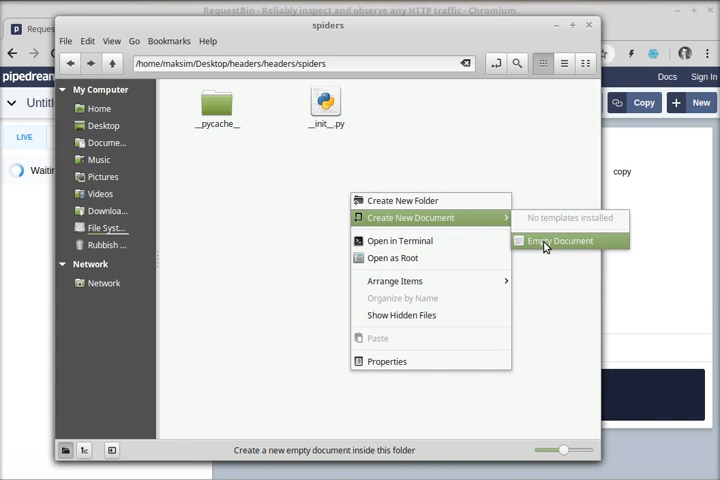 RequestBin - Reliably inspect and observe any HTTP traffic - Chromium
spiders
Reque
File Edit View Go Bookmarks Help
/home/maksim/Desktop/headers/headers/spiders
pipedrea
Docs Sign In
My Computer
Home
Desktop
Docume...
Music
Pictures
Videos
Downloa...
File Syst...
Rubbish ...
Network
Network
Untitl
Copy
New
LIVE
Waitin
copy
__pycache__
__init__.py
Create New Folder
Create New Document
Open in Terminal
Open as Root
Arrange Items
Organize by Name
Show Hidden Files
Paste
Properties
No templates installed
Empty Document
Create a new empty document inside this folder